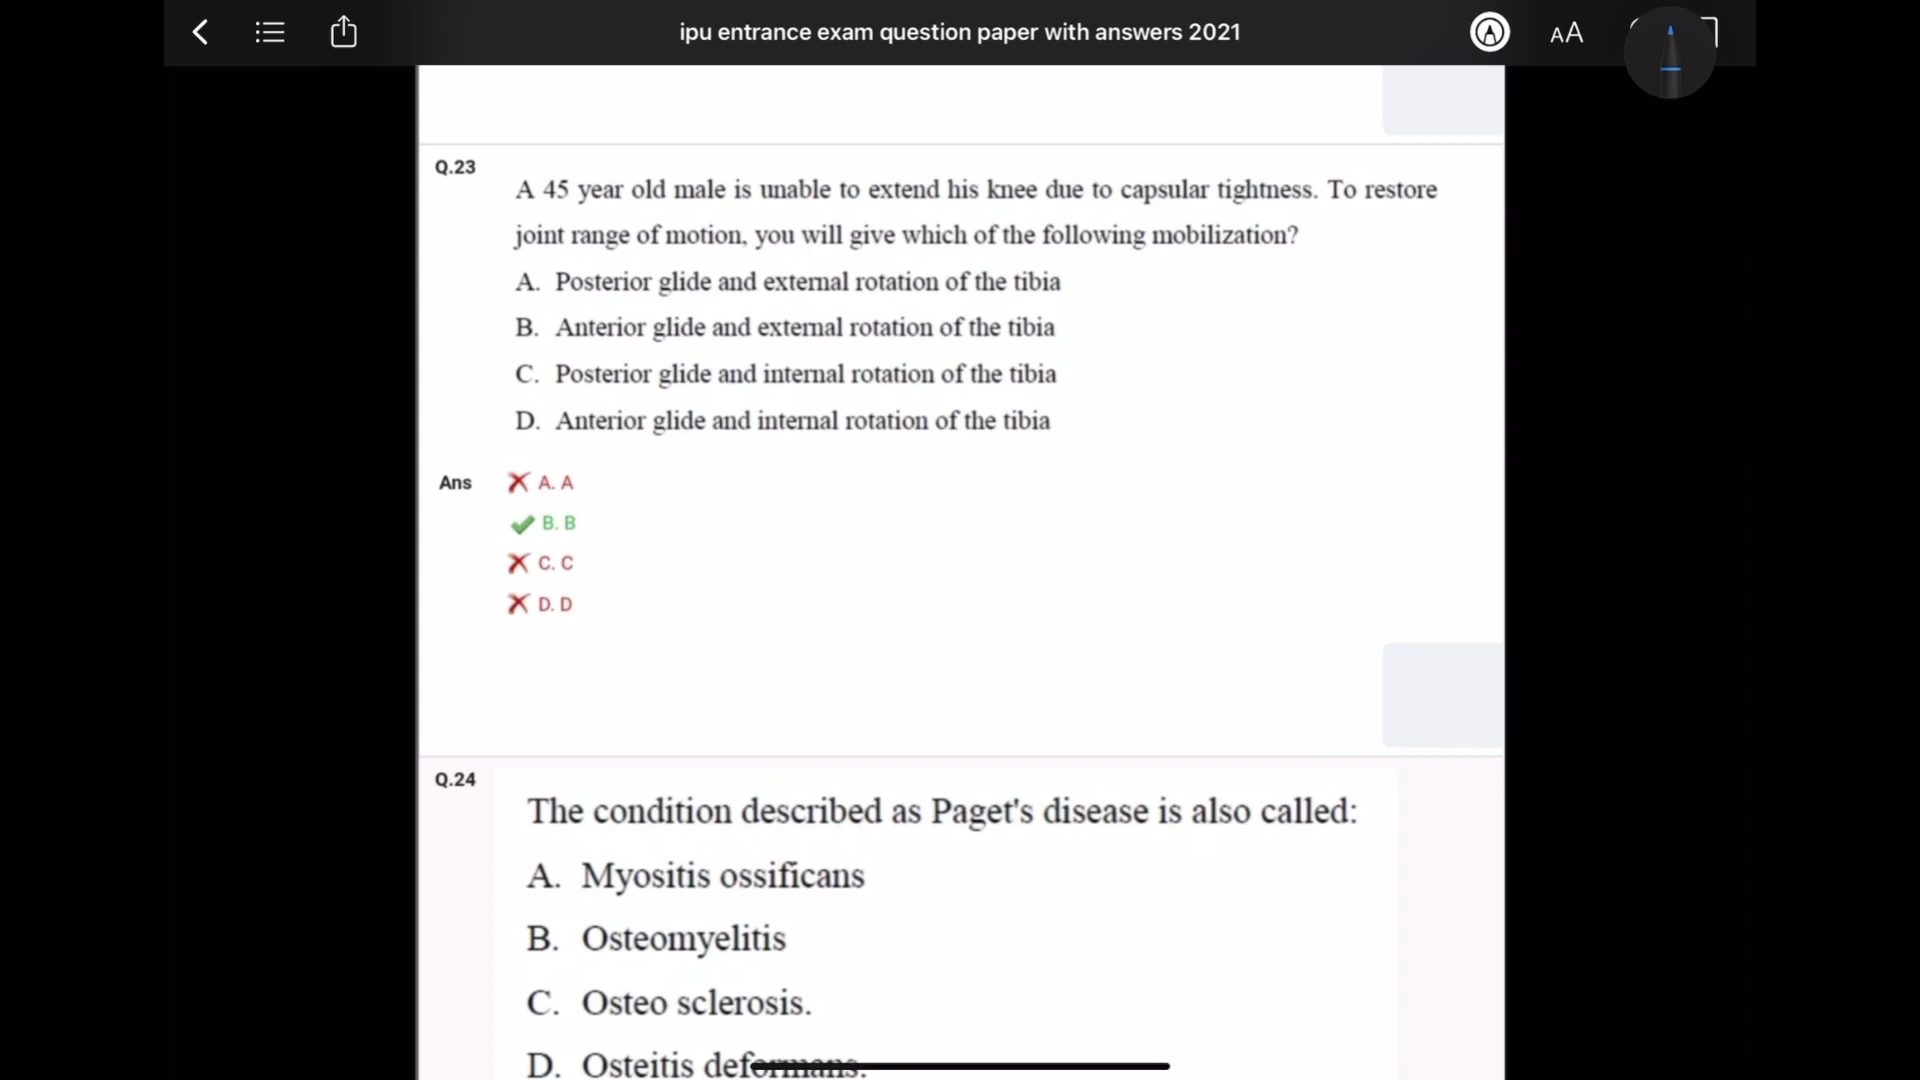 ipu entrance exam question paper with answers 2021
AA
Q.23
A 45 year old male is unable to extend his knee due to capsular tightness. To restore
joint range of motion, you will give which of the following mobilization?
A. Posterior glide and external rotation of the tibia
B. Anterior glide and external rotation of the tibia
C. Posterior glide and internal rotation of the tibia
D. Anterior glide and internal rotation of the tibia
Ans
A. A
B. B
C. C
D. D
Q.24
The condition described as Paget's disease is also called:
A. Myositis ossificans
B. Osteomyelitis
C. Osteo sclerosis.
D. Osteitis deformans.